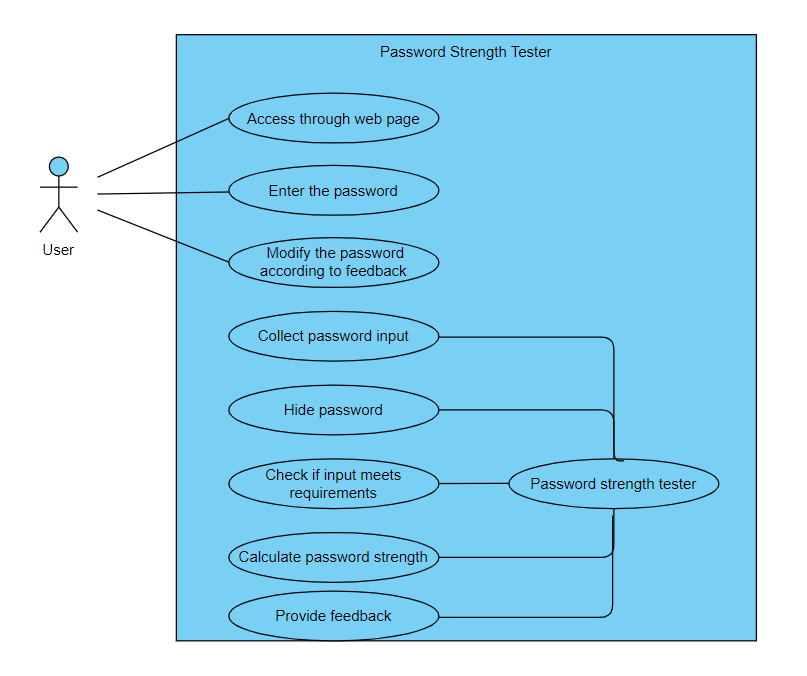 Password Strength Tester
Access through web page
Enter the password
User
Modify the password
according to feedback
Collect password input
Hide password
Check if input meets
requirements
Password strength tester
Calculate password strength
Provide feedback